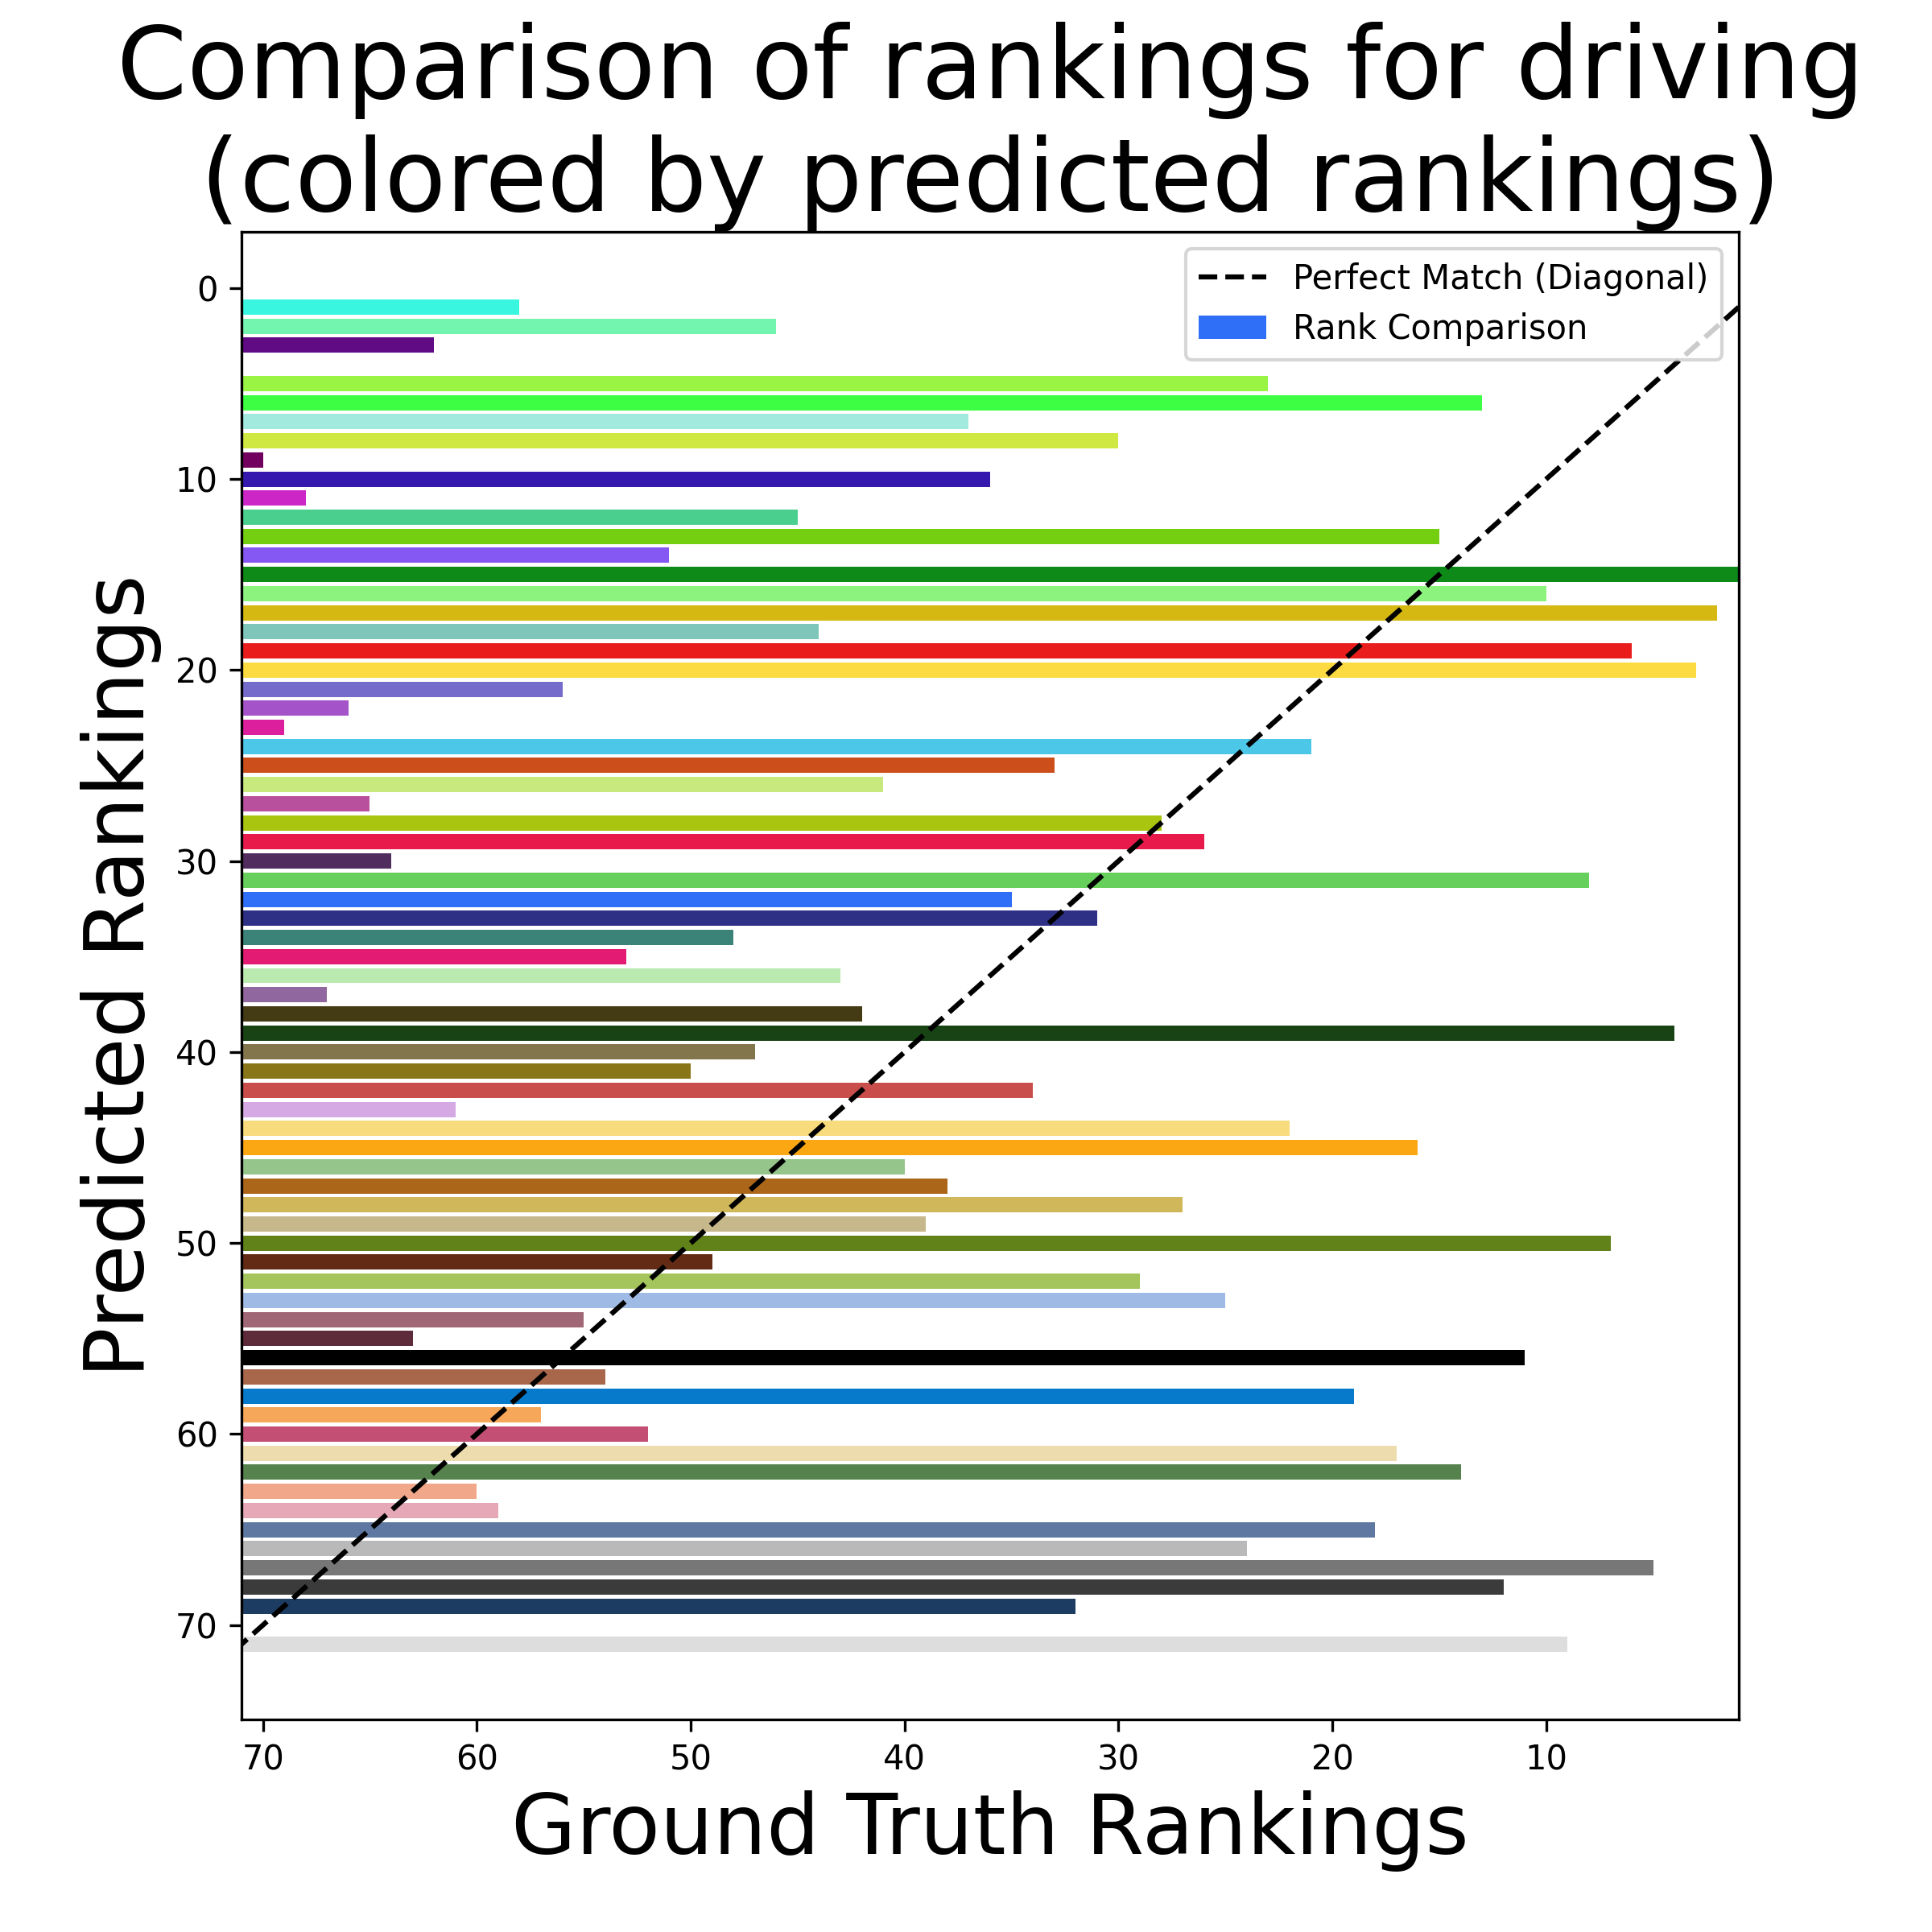 Comparison of rankings for driving
(colored by predicted rankings)
Perfect Match (Diagonal)
Rank Comparison
Predicted Rankings
0
10
20
30
40
50
60
70
70
60
50
40
30
20
10
Ground Truth Rankings